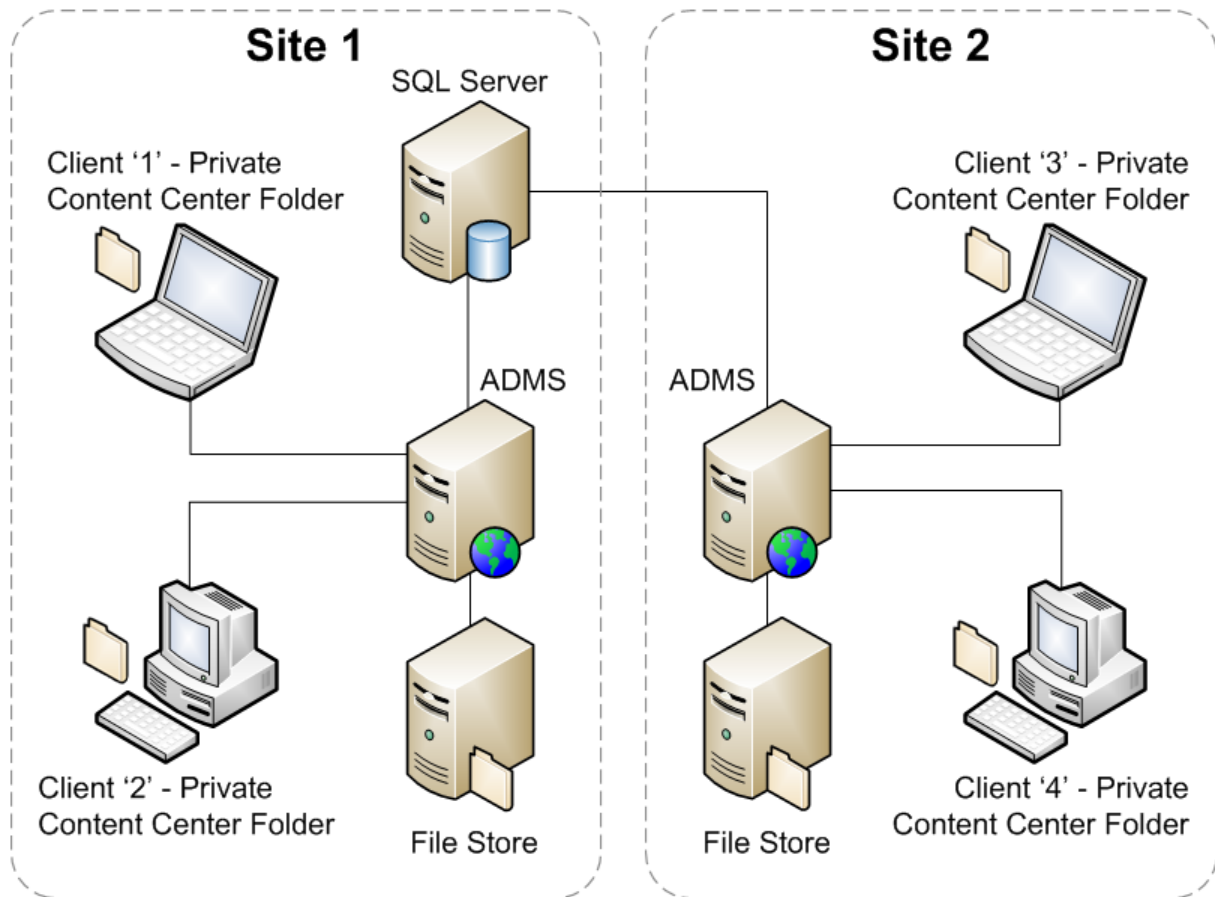 Site 1
Site 2
SQL Server
Client ‘1’ - Private
Content Center Folder
Client ‘3’ - Private
Content Center Folder
ADMS
ADMS
Client ‘2’ - Private
Content Center Folder
File Store
File Store
Client ‘4’ - Private
Content Center Folder